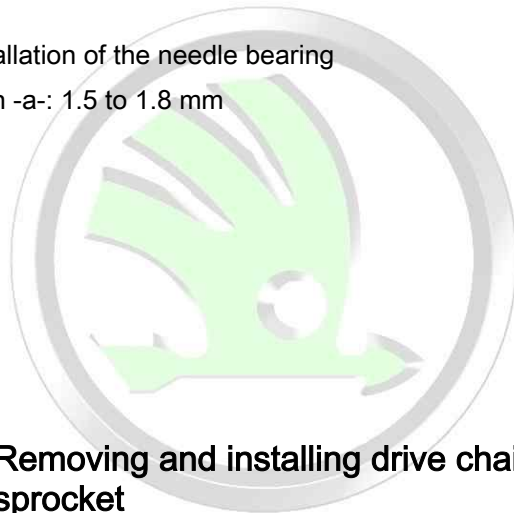 allation of the needle bearing
-a-: 1.5 to 1.8 mm
Removing and installing drive chai
sprocket